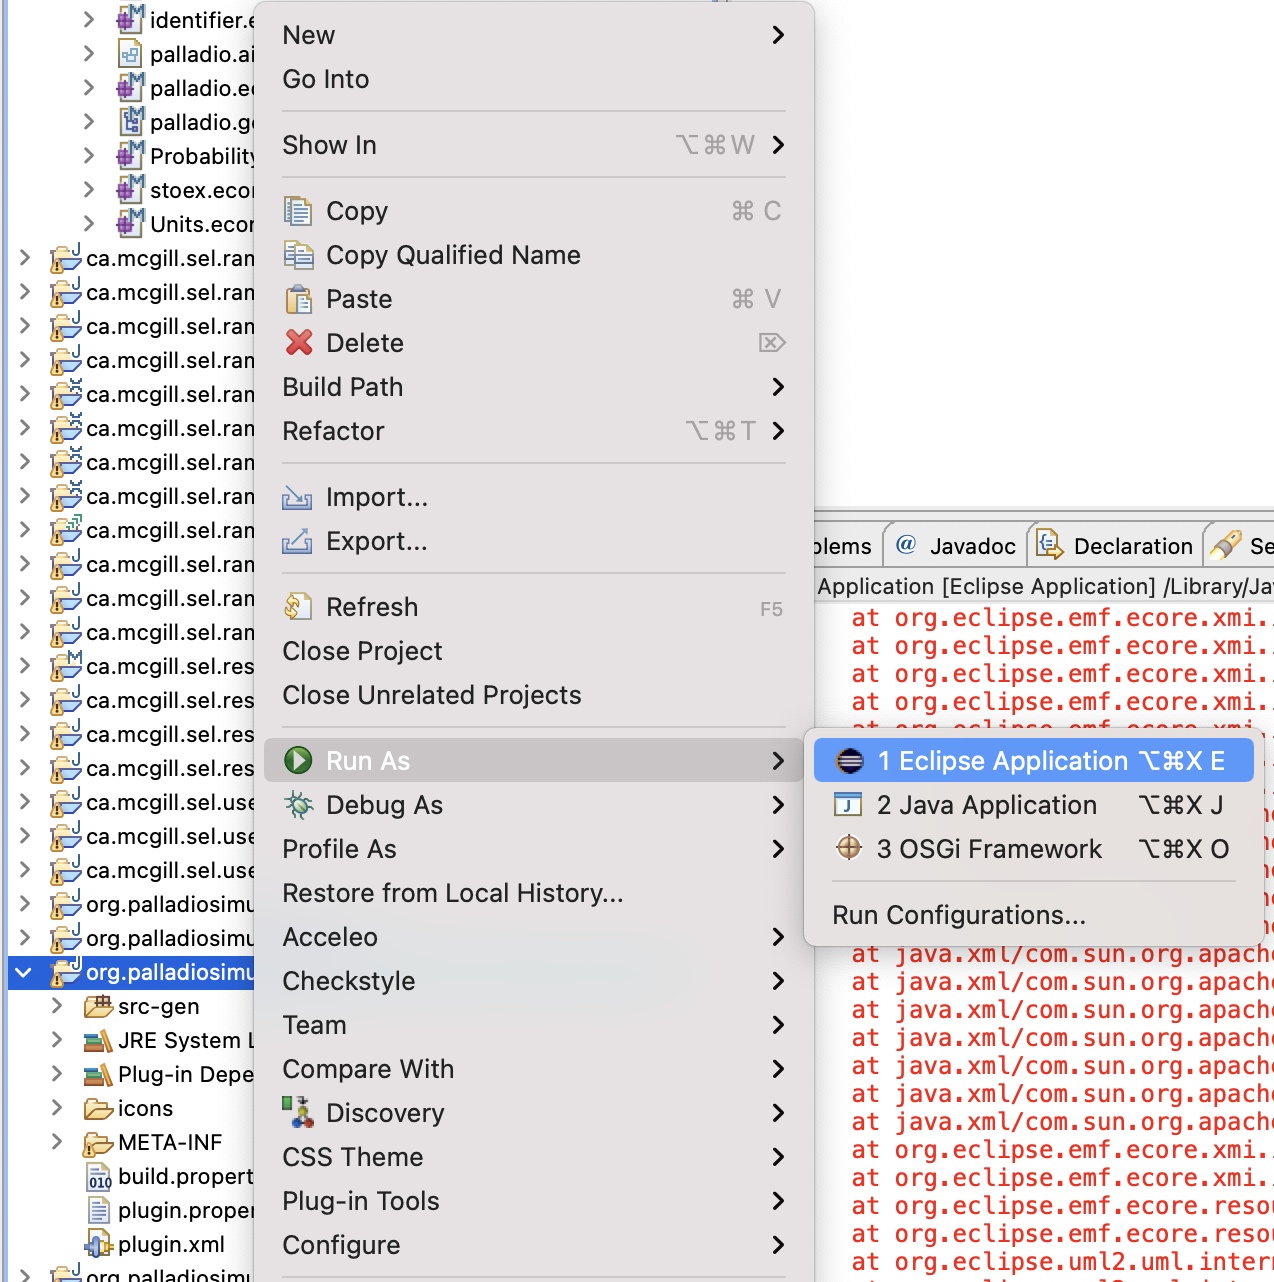 identifier.e
palladio.ai
palladio.e
palladio.g
Probability
stoex.ecor
Units.ecor
ca.mcgill.sel.ran
ca.mcgill.sel.ran
ca.mcgill.sel.ran
ca.mcgill.sel.ran
ca.mcgill.sel.ran
ca.mcgill.sel.ran
ca.mcgill.sel.ran
ca.mcgill.sel.ran
ca.mcgill.sel.ran
ca.mcgill.sel.ran
ca.mcgill.sel.ran
ca.mcgill.sel.ran
ca.mcgill.sel.res
ca.mcgill.sel.res
ca.mcgill.sel.res
ca.mcgill.sel.res
ca.mcgill.sel.use
ca.mcgill.sel.use
ca.mcgill.sel.use
org.palladiosimu
org.palladiosimu
org.palladiosimu
src-gen
JRE System L
Plug-in Depe
icons
META-INF
build.propert
plugin.proper
plugin.xml
org.palladiosimu
New
Go Into
Show In ⌥⌘W
Copy ⌘ C
Copy Qualified Name
Paste ⌘ V
Delete ⌦
Build Path
Refactor ⌥⌘T
Import...
Export...
Refresh F5
Close Project
Close Unrelated Projects
Run As
Debug As
Profile As
Restore from Local History...
Acceleo
Checkstyle
Team
Compare With
Discovery
CSS Theme
Plug-in Tools
Configure
1 Eclipse Application ⌥⌘X E
2 Java Application ⌥⌘X J
3 OSGi Framework ⌥⌘X O
Run Configurations...
blems @ Javadoc Declaration Se
Application [Eclipse Application] /Library/Ja
at org.eclipse.emf.ecore.xmi.
at org.eclipse.emf.ecore.xmi.
at org.eclipse.emf.ecore.xmi.
at org.eclipse.emf.ecore.xmi.
at org.eclipse.emf.ecore.xmi.
at java.xml/com.sun.org.apach
at java.xml/com.sun.org.apach
at java.xml/com.sun.org.apach
at java.xml/com.sun.org.apach
at java.xml/com.sun.org.apach
at java.xml/com.sun.org.apach
at java.xml/com.sun.org.apach
at org.eclipse.emf.ecore.xmi.
at org.eclipse.emf.ecore.xmi.
at org.eclipse.emf.ecore.reso
at org.eclipse.emf.ecore.reso
at org.eclipse.uml2.uml.inter